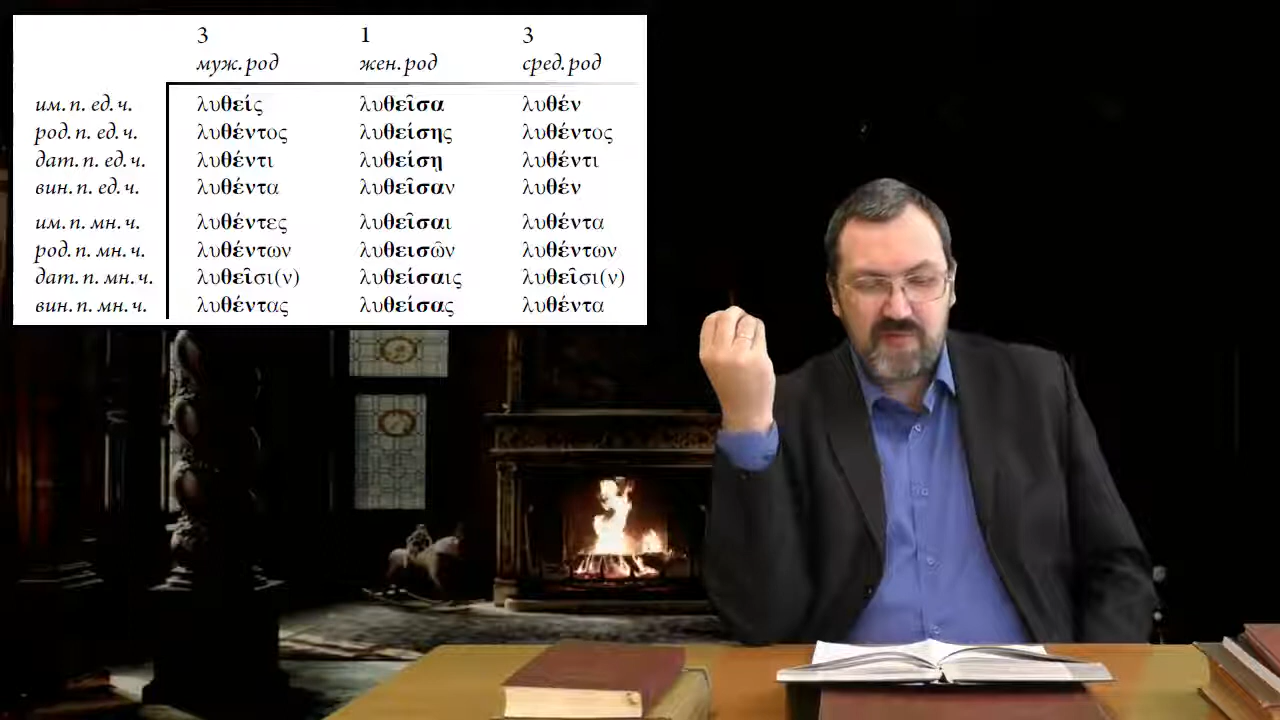 3 1 3
муж. род жен. род сред. род
им. п. ед. ч. λυθείς λυθεῖσα λυθέν
род. п. ед. ч. λυθέντος λυθείσης λυθέντος
дат. п. ед. ч. λυθέντι λυθείσῃ λυθέντι
вин. п. ед. ч. λυθέντα λυθεῖσαν λυθέν
им. п. мн. ч. λυθέντες λυθεῖσαι λυθέντα
род. п. мн. ч. λυθέντων λυθεισῶν λυθέντων
дат. п. мн. ч. λυθεῖσι(ν) λυθείσαις λυθεῖσι(ν)
вин. п. мн. ч. λυθέντας λυθείσας λυθέντα